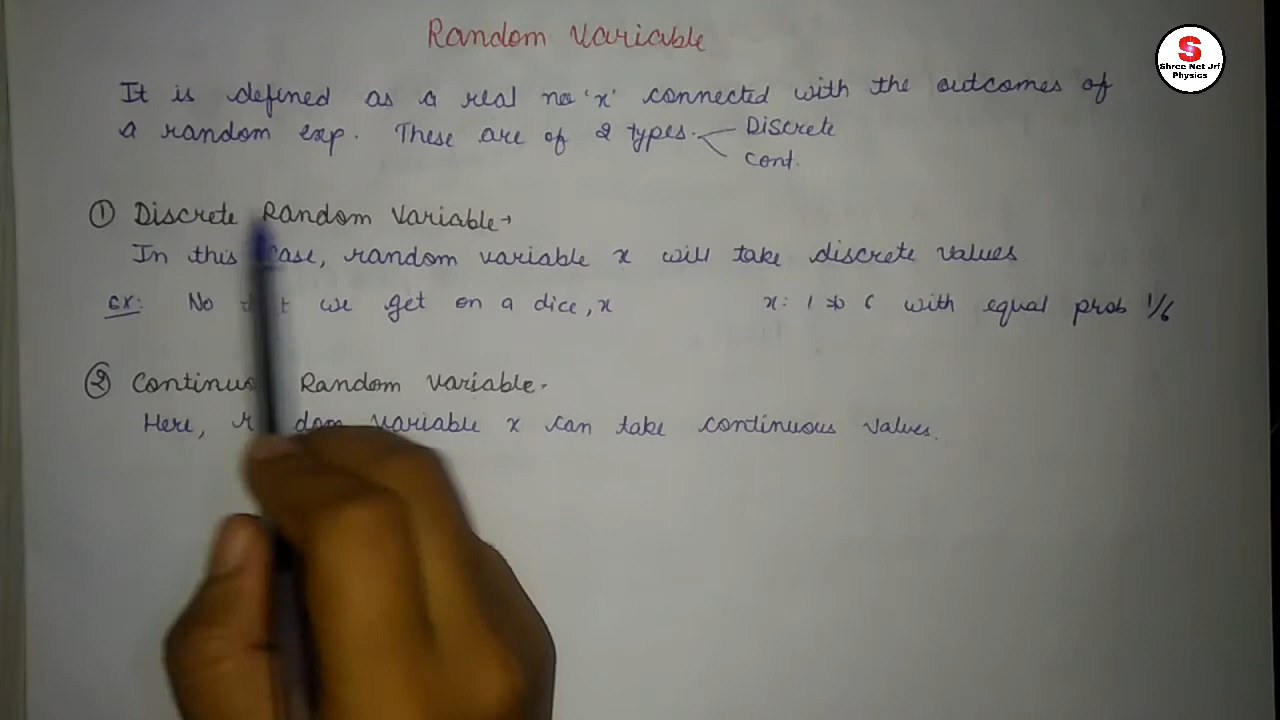 Random Variable
S
Shree Net Jrf
Physics
It is defined as a real no 'x' connected with the outcomes of
a random exp. These are of 2 types. Discrete
cont.
① Discrete Random Variable→
In this case, random variable x will take discrete values
ex: No we get on a dice, x x: 1 to 6 with equal prob 1/6
② Continuous Random Variable-
Here, random variable x can take continuous values.